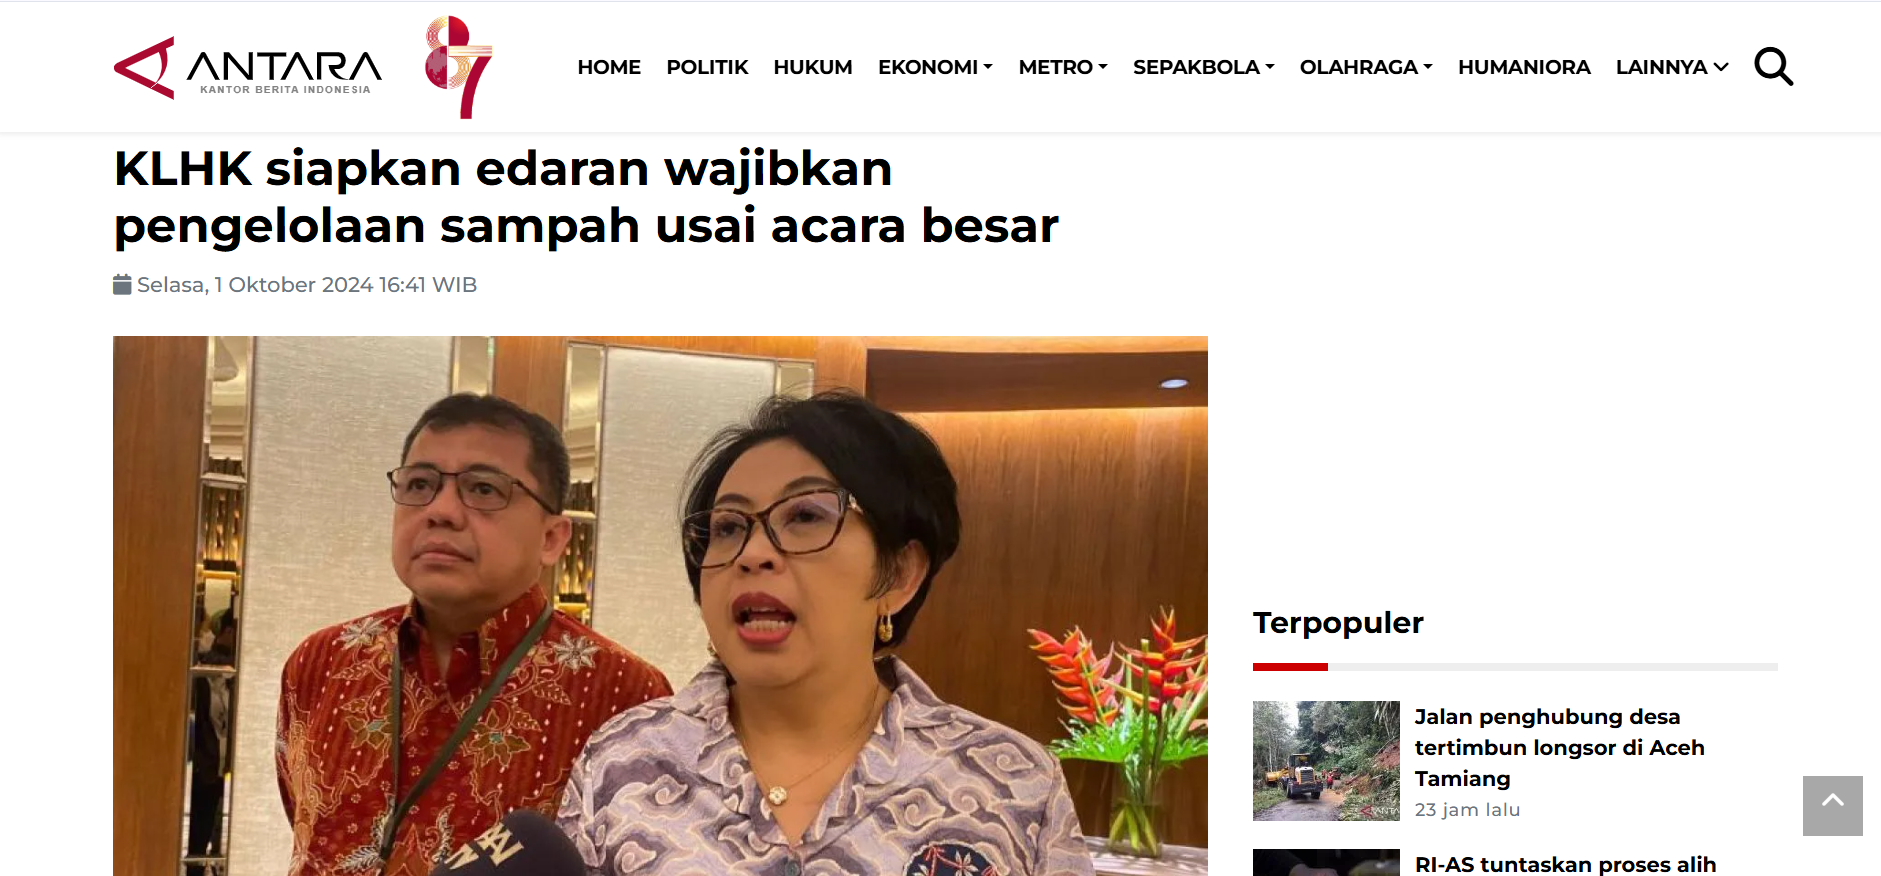 ANTARA
KANTOR BERITA INDONESIA
87
HOME POLITIK HUKUM EKONOMI METRO SEPAKBOLA OLAHRAGA HUMANIORA LAINNYA
KLHK siapkan edaran wajibkan
pengelolaan sampah usai acara besar
Selasa, 1 Oktober 2024 16:41 WIB
Terpopuler
Jalan penghubung desa
tertimbun longsor di Aceh
Tamiang
23 jam lalu
RI-AS tuntaskan proses alih